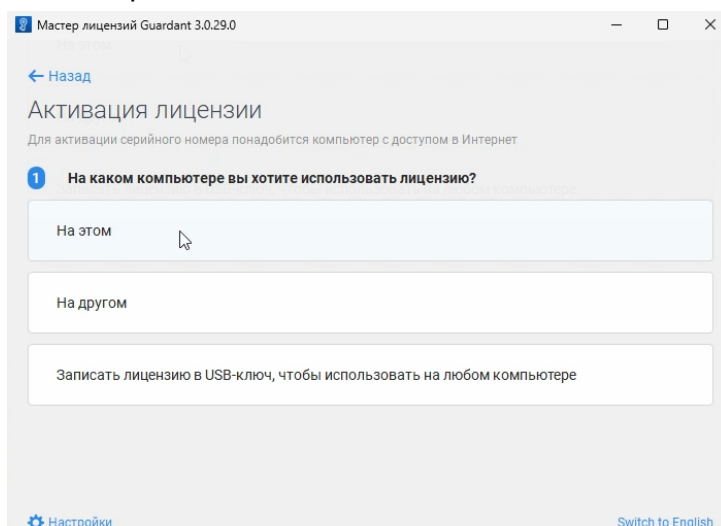 Мастер лицензий Guardant 3.0.29.0
Назад
Активация лицензии
Для активации серийного номера понадобится компьютер с доступом в Интернет
1 На каком компьютере вы хотите использовать лицензию?
На этом
На другом
Записать лицензию в USB-ключ, чтобы использовать на любом компьютере
Настройки
Switch to English